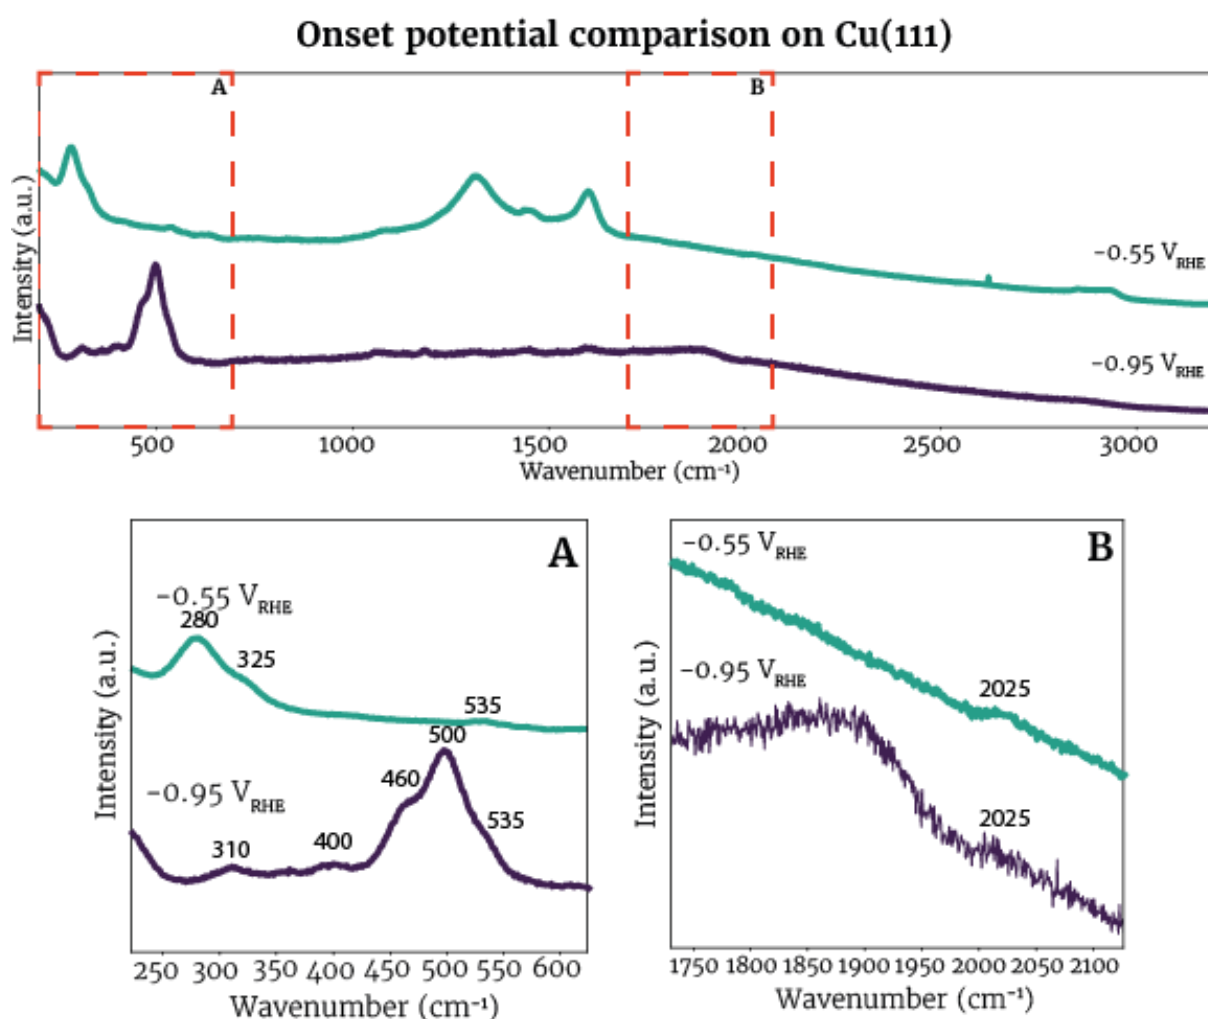 Onset potential comparison on Cu(111)
A
B
Intensity (a.u.)
-0.55 VRHE
-0.95 VRHE
500 1000 1500 2000 2500 3000
Wavenumber (cm⁻¹)
A
-0.55 VRHE
280
325
535
500
460
-0.95 VRHE
535
400
310
Intensity (a.u.)
250 300 350 400 450 500 550 600
Wavenumber (cm⁻¹)
B
-0.55 VRHE
-0.95 VRHE
2025
2025
Intensity (a.u.)
1750 1800 1850 1900 1950 2000 2050 2100
Wavenumber (cm⁻¹)